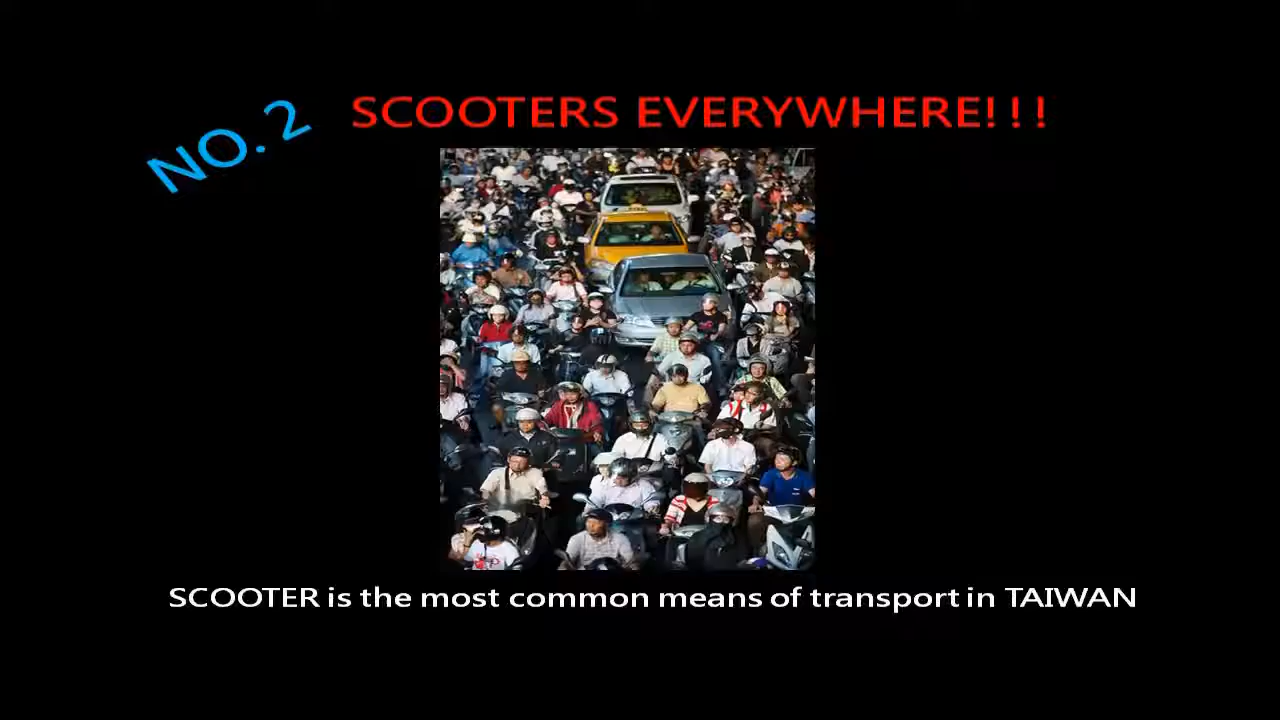 NO. 2
SCOOTERS EVERYWHERE!!!
SCOOTER is the most common means of transport in TAIWAN